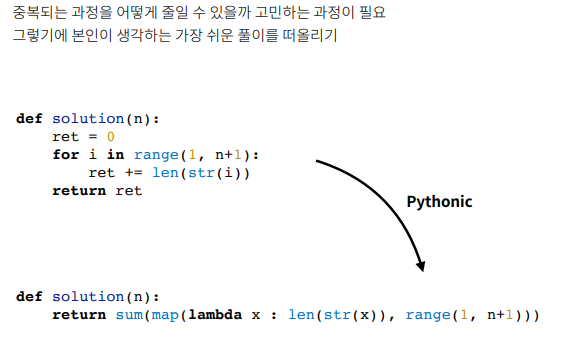 중복되는 과정을 어떻게 줄일 수 있을까 고민하는 과정이 필요
그렇기에 본인이 생각하는 가장 쉬운 풀이를 떠올리기
def solution(n):
    ret = 0
    for i in range(1, n+1):
        ret += len(str(i))
    return ret
Pythonic
def solution(n):
    return sum(map(lambda x : len(str(x)), range(1, n+1)))